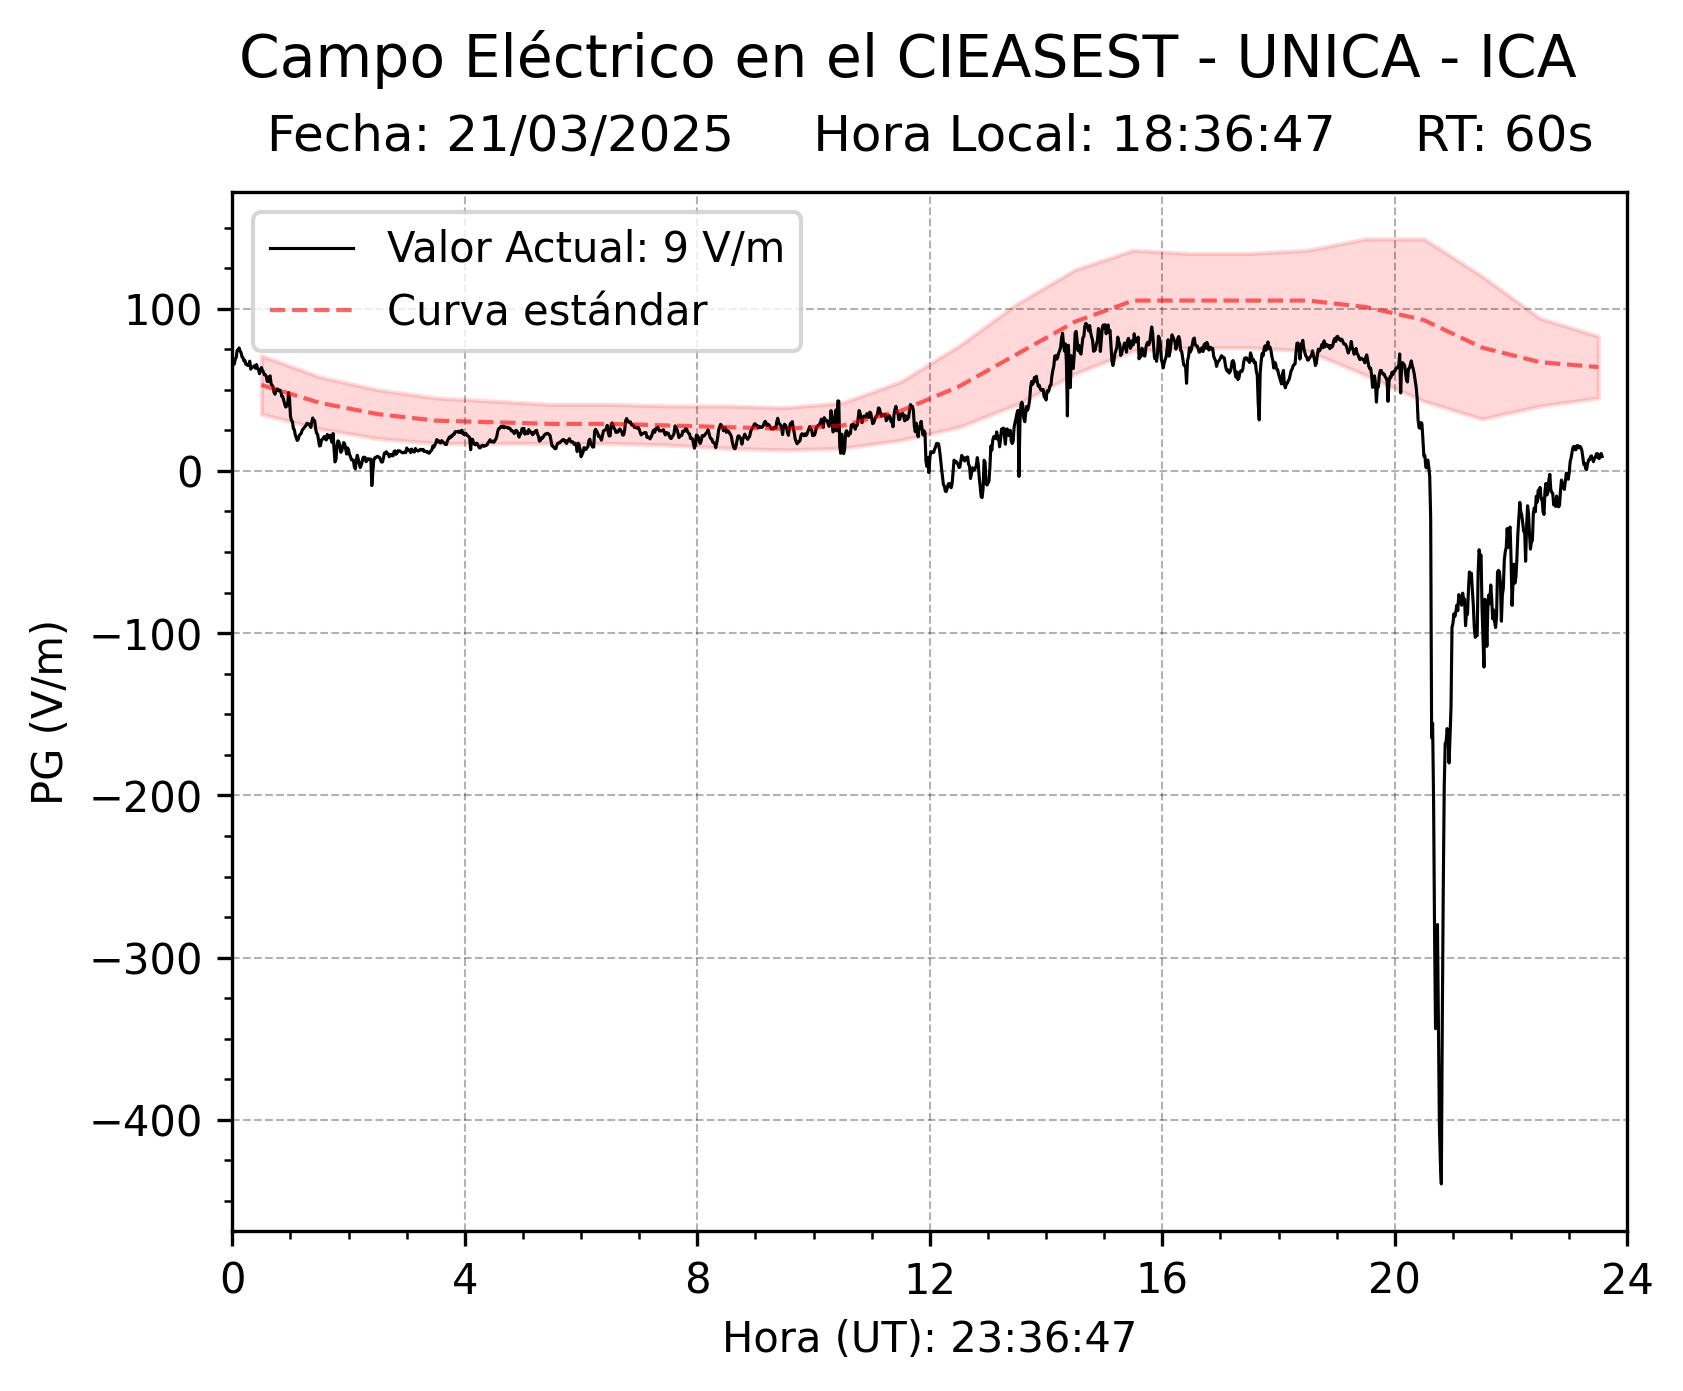 Campo Eléctrico en el CIEASEST - UNICA - ICA
Fecha: 21/03/2025 Hora Local: 18:36:47 RT: 60s
Valor Actual: 9 V/m
Curva estándar
100
0
−100
−200
−300
−400
PG (V/m)
0 4 8 12 16 20 24
Hora (UT): 23:36:47